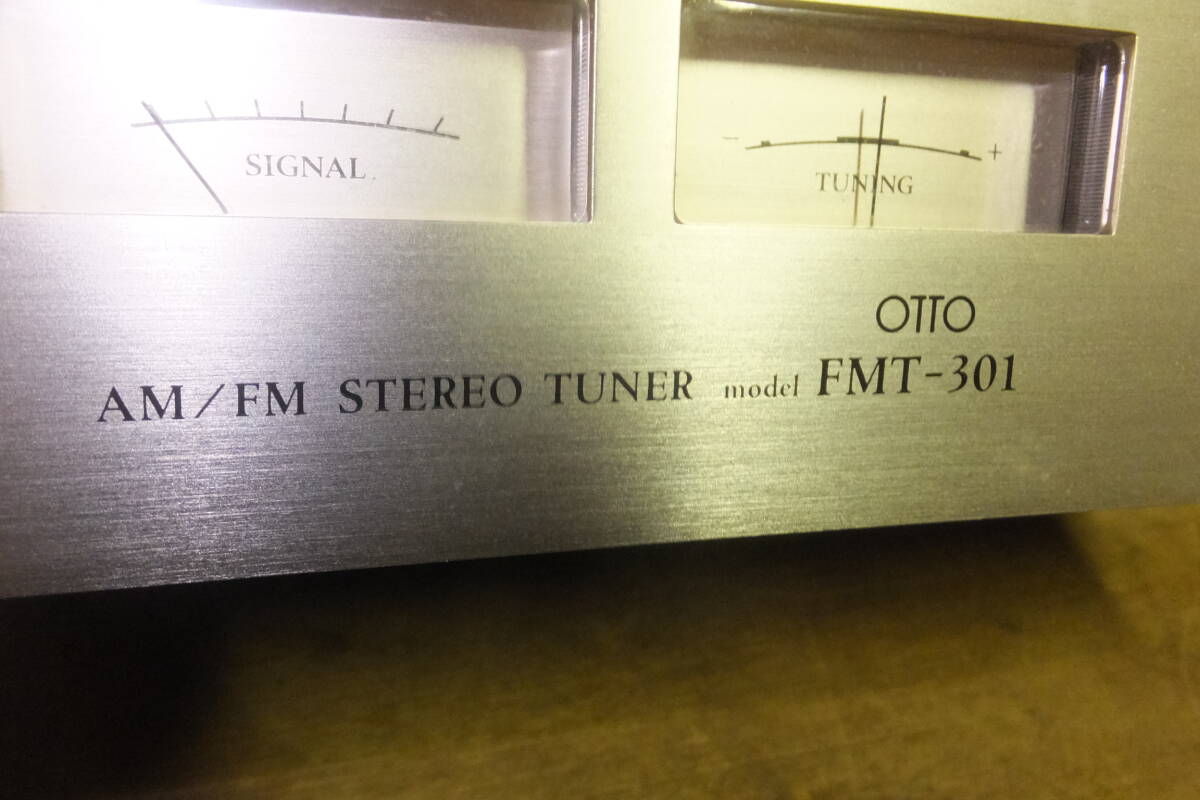 SIGNAL
- +
TUNING
OTTO
AM/FM STEREO TUNER model FMT-301